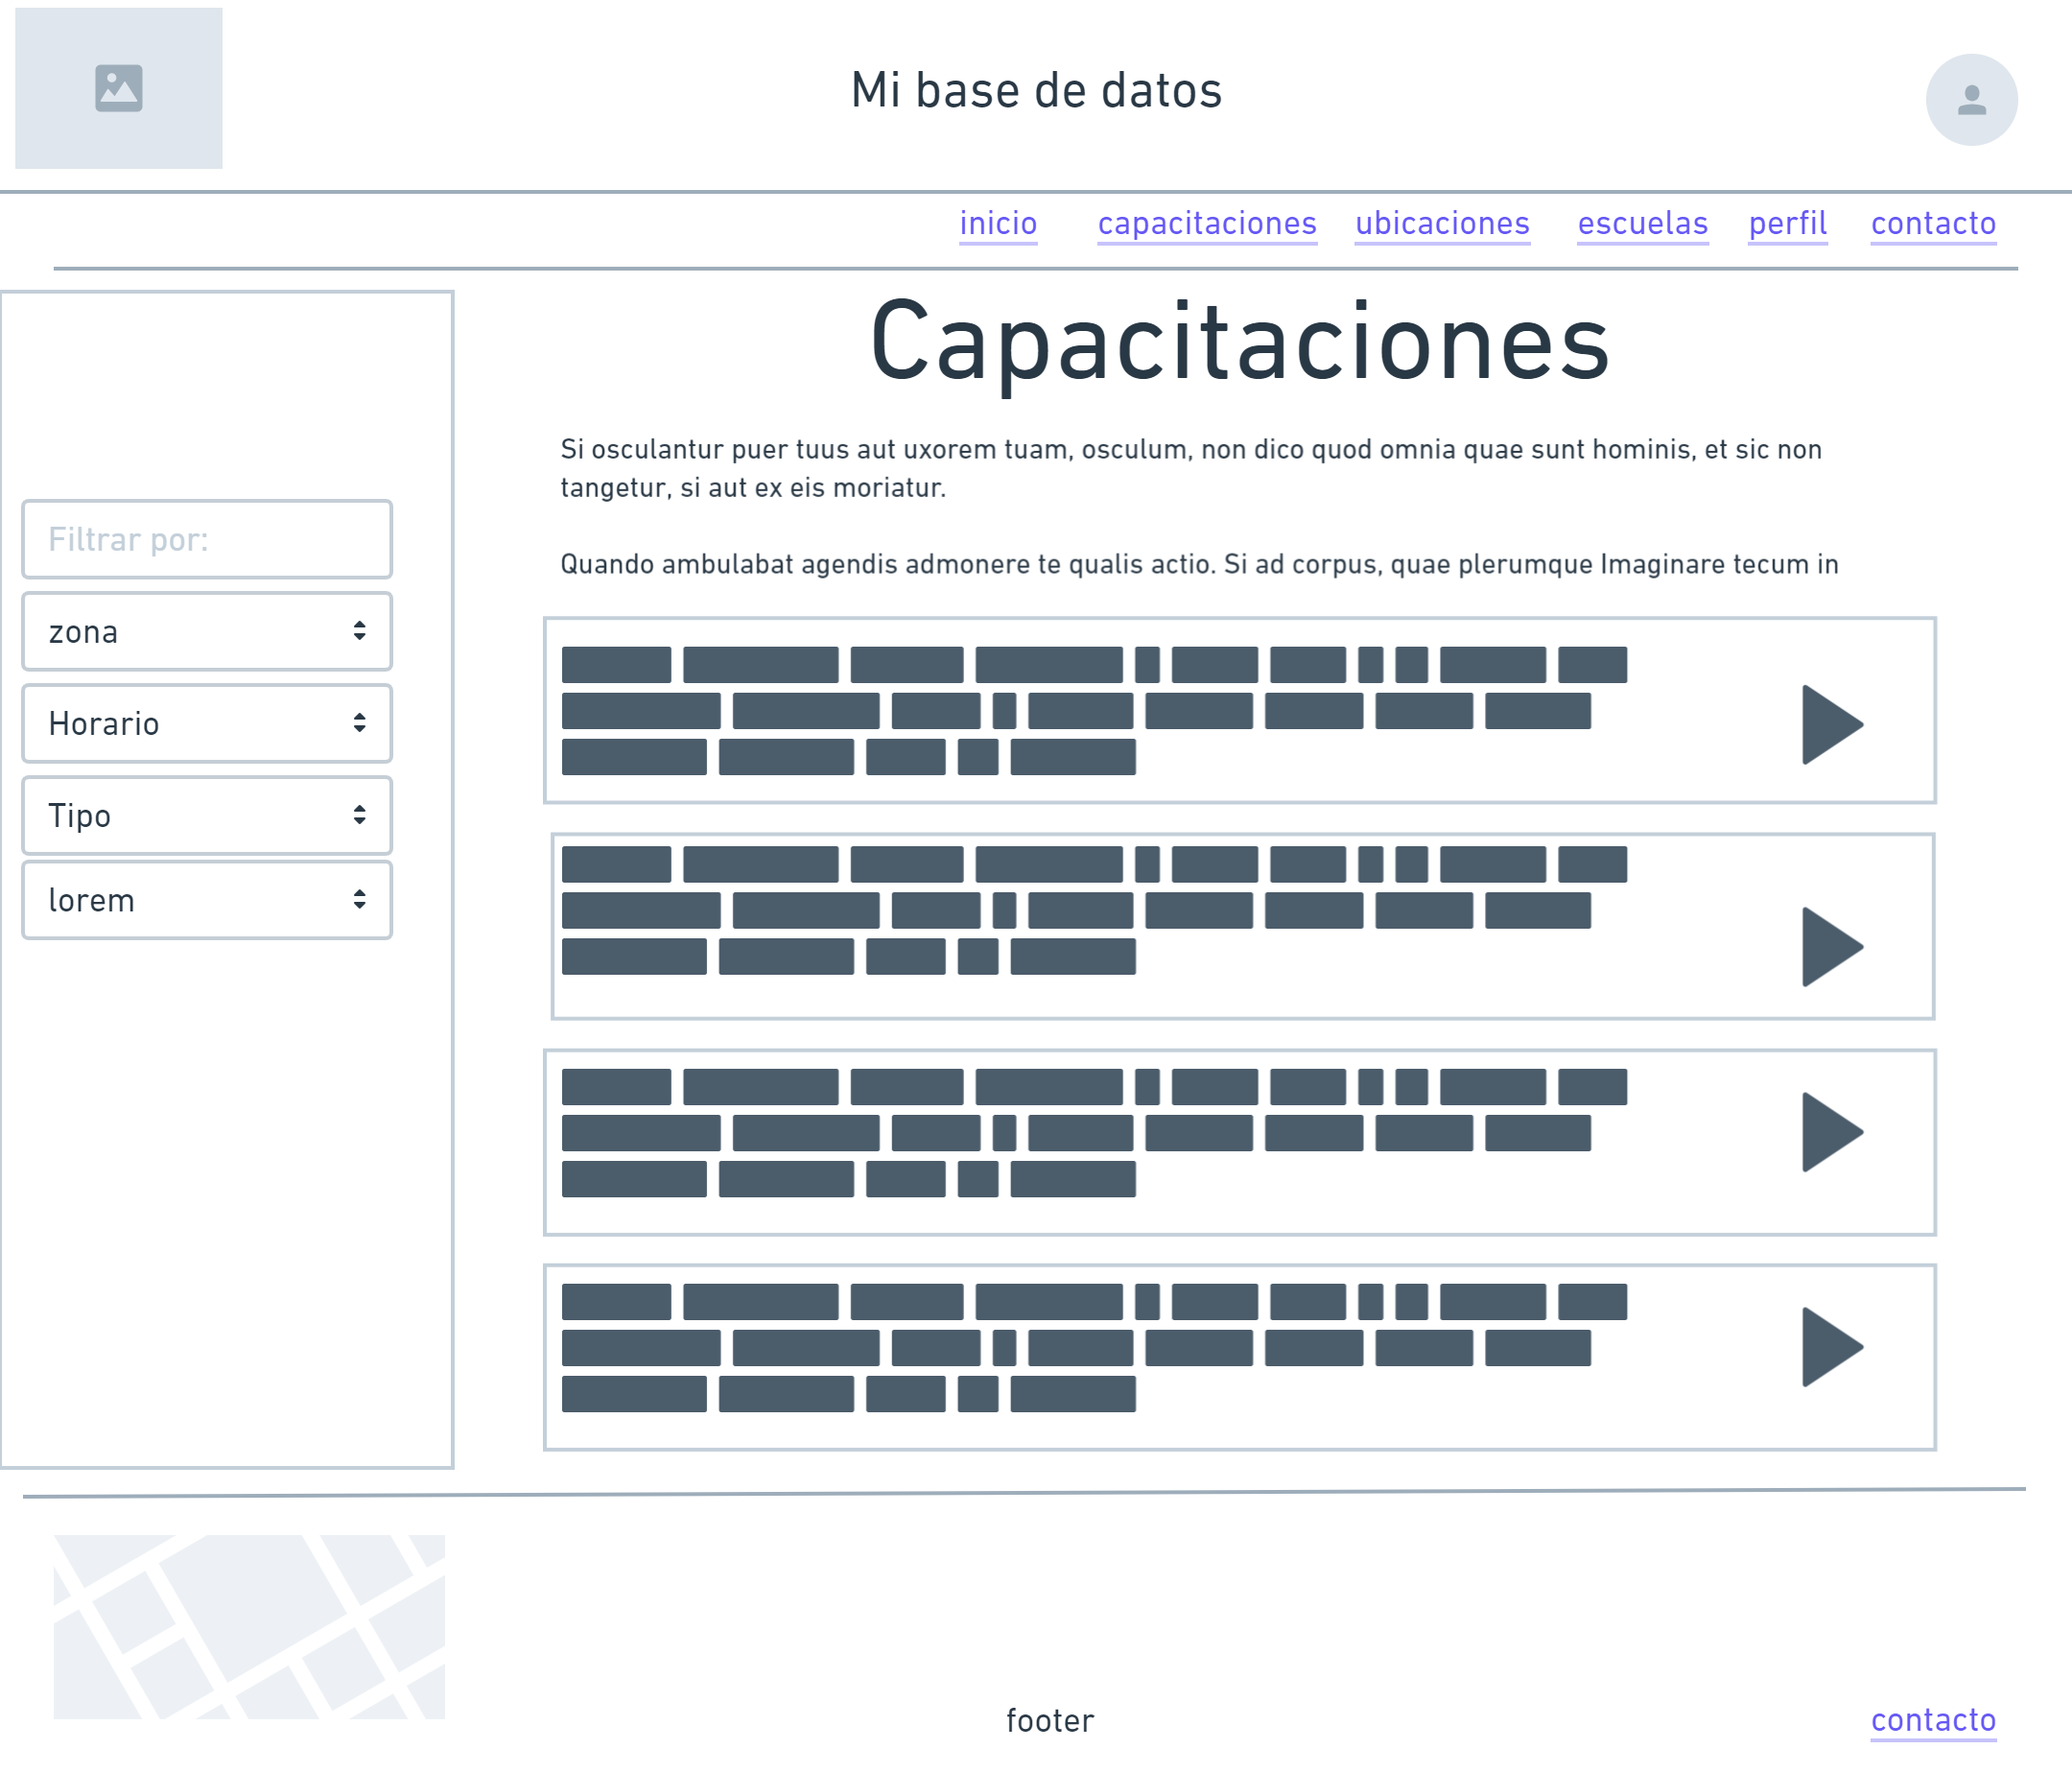 Mi base de datos
inicio capacitaciones ubicaciones escuelas perfil contacto
Capacitaciones
Si osculantur puer tuus aut uxorem tuam, osculum, non dico quod omnia quae sunt hominis, et sic non
tangetur, si aut ex eis moriatur.
Quando ambulabat agendis admonere te qualis actio. Si ad corpus, quae plerumque Imaginare tecum in
Filtrar por:
zona
Horario
Tipo
lorem
footer
contacto